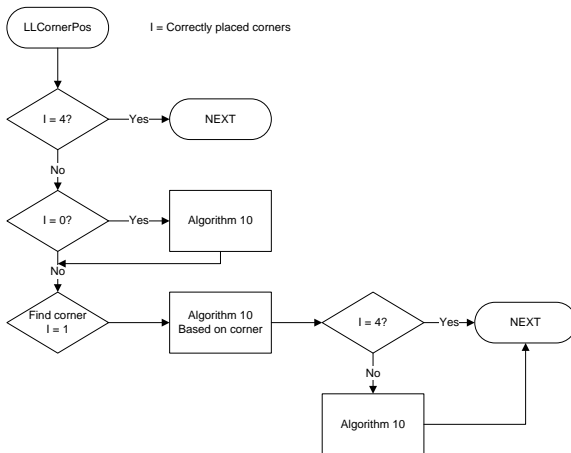 LLCornerPos
I = Correctly placed corners
I = 4?
Yes
NEXT
No
I = 0?
Yes
Algorithm 10
No
Find corner
I = 1
Algorithm 10
Based on corner
I = 4?
Yes
NEXT
No
Algorithm 10